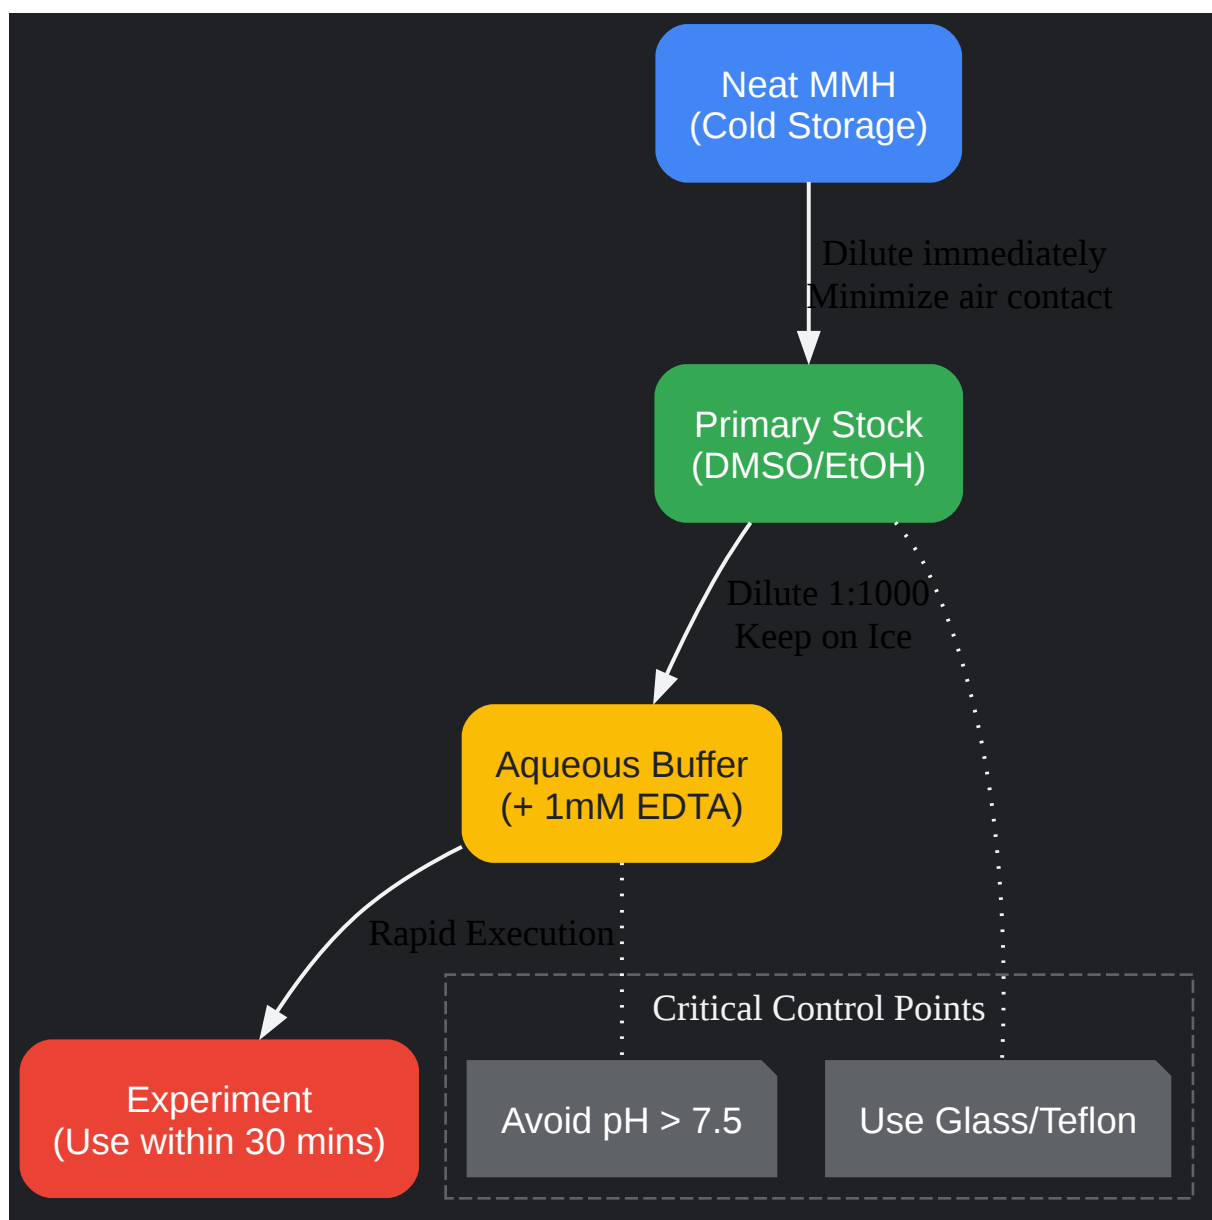 Neat MMH
(Cold Storage)
Dilute immediately
Minimize air contact
Primary Stock
(DMSO/EtOH)
Dilute 1:1000
Keep on Ice
Aqueous Buffer
(+ 1mM EDTA)
Rapid Execution
Critical Control Points
Experiment
(Use within 30 mins)
Avoid pH > 7.5
Use Glass/Teflon